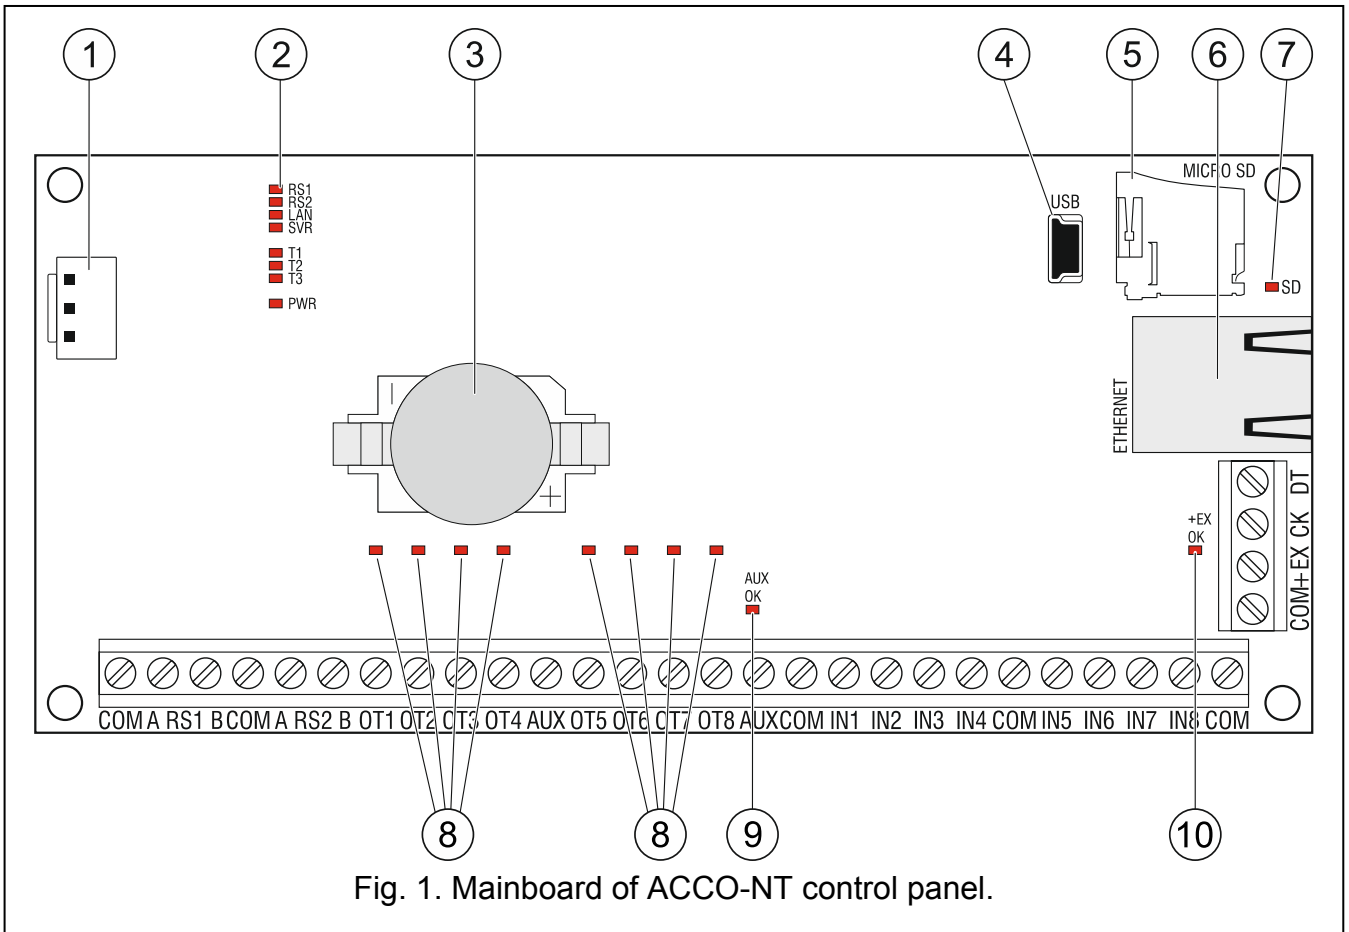 1 2 3 4 5 6 7
MICRO SD
RS1
RS2
LAN
SVR
T1
T2
T3
PWR
USB
SD
ETHERNET
+EX
OK
COM+EX CK DT
AUX
OK
COM A RS1 B COM A RS2 B OT1 OT2 OT3 OT4 AUX OT5 OT6 OT7 OT8 AUX COM IN1 IN2 IN3 IN4 COM IN5 IN6 IN7 IN8 COM
8 8 9 10
Fig. 1. Mainboard of ACCO-NT control panel.